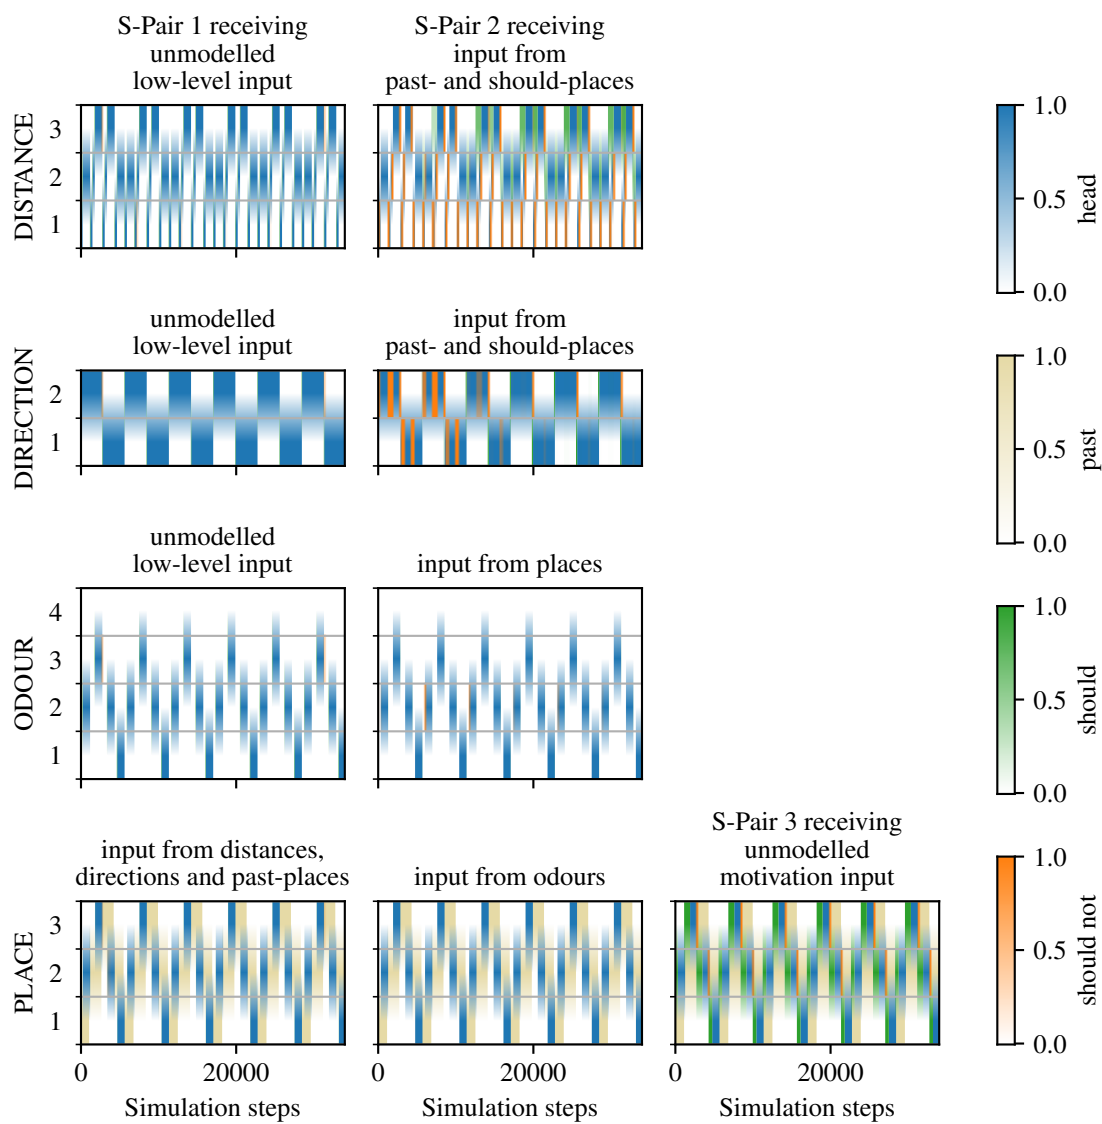 S-Pair 1 receiving
unmodelled
low-level input
S-Pair 2 receiving
input from
past- and should-places
DISTANCE
3
2
1
20000
1.0
0.5
0.0
head
unmodelled
low-level input
input from
past- and should-places
DIRECTION
2
1
1.0
0.5
0.0
past
unmodelled
low-level input
input from places
ODOUR
4
3
2
1
1.0
0.5
0.0
should
input from distances,
directions and past-places
input from odours
S-Pair 3 receiving
unmodelled
motivation input
PLACE
3
2
1
0
20000
Simulation steps
0
20000
Simulation steps
0
20000
Simulation steps
1.0
0.5
0.0
should not